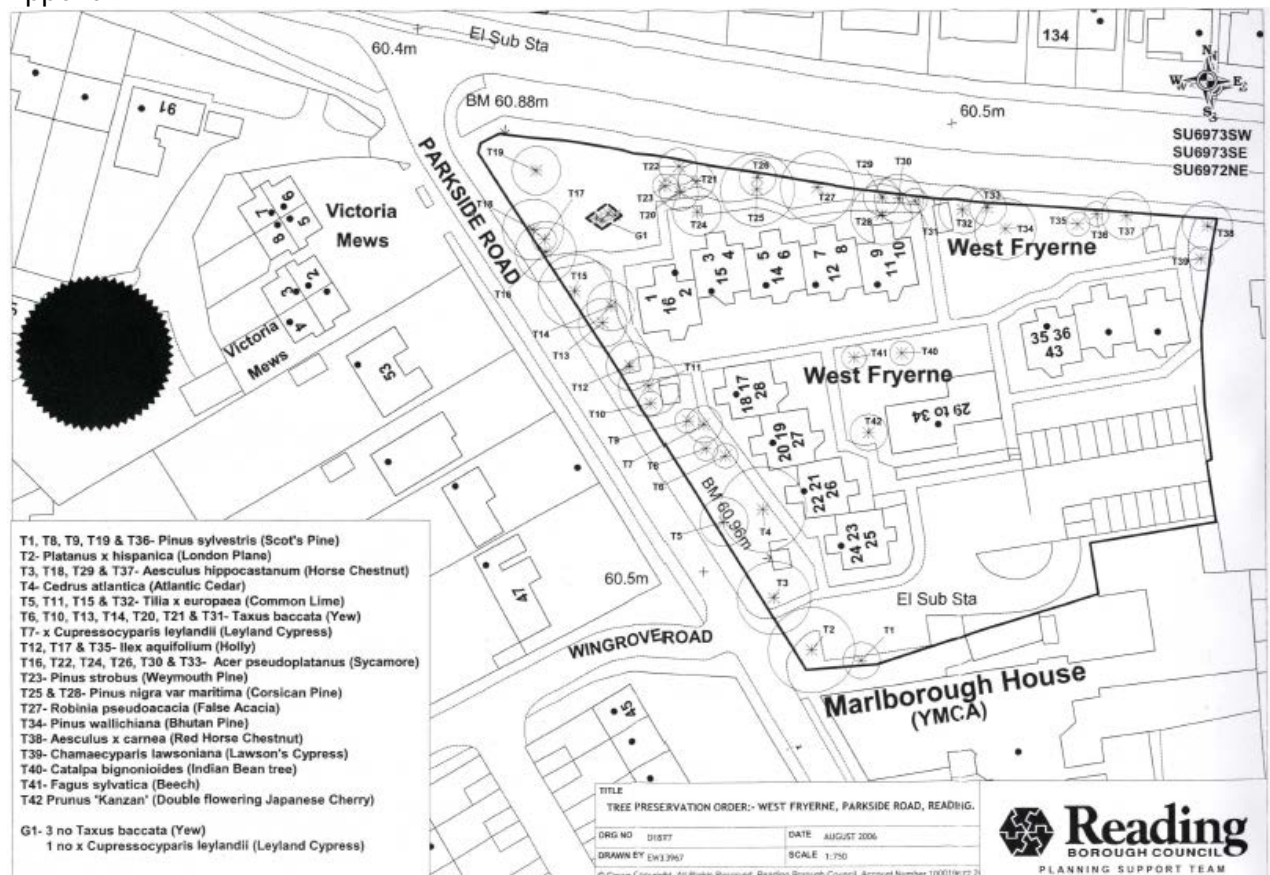 60.4m
El Sub Sta
134
BM 60.88m
60.5m
N
W
E
S
SU6973SW
SU6973SE
SU6972NE
91
PARKSIDE ROAD
T19
T22
T21
T26
T29
T30
T18
T17
T23
T20
T24
T25
T27
T28
T31
T32
T33
T34
T35
T36
T37
T38
T39
G1
Victoria
Mews
6
7
5
8
West Fryerne
3
4
15
14
5
6
7
8
12
9
10
11
1
2
16
T16
T15
T14
T13
2
3
4
Victoria
Mews
53
35 36
43
T12
T11
T41
T40
West Fryerne
18 17
28
29 to 34
T10
T42
T9
T7
T8
T6
20 19
27
22 21
26
BM 60.96m
T5
T4
24 23
25
T3
60.5m
47
El Sub Sta
T2
T1
WINGROVE ROAD
Marlborough House
(YMCA)
45
T1, T8, T9, T19 & T36- Pinus sylvestris (Scot's Pine)
T2- Platanus x hispanica (London Plane)
T3, T18, T29 & T37- Aesculus hippocastanum (Horse Chestnut)
T4- Cedrus atlantica (Atlantic Cedar)
T5, T11, T15 & T32- Tilia x europaea (Common Lime)
T6, T10, T13, T14, T20, T21 & T31- Taxus baccata (Yew)
T7- x Cupressocyparis leylandii (Leyland Cypress)
T12, T17 & T35- Ilex aquifolium (Holly)
T16, T22, T24, T26, T30 & T33- Acer pseudoplatanus (Sycamore)
T23- Pinus strobus (Weymouth Pine)
T25 & T28- Pinus nigra var maritima (Corsican Pine)
T27- Robinia pseudoacacia (False Acacia)
T34- Pinus wallichiana (Bhutan Pine)
T38- Aesculus x carnea (Red Horse Chestnut)
T39- Chamaecyparis lawsoniana (Lawson's Cypress)
T40- Catalpa bignonioides (Indian Bean tree)
T41- Fagus sylvatica (Beech)
T42 Prunus 'Kanzan' (Double flowering Japanese Cherry)
G1- 3 no Taxus baccata (Yew)
1 no x Cupressocyparis leylandii (Leyland Cypress)
TITLE
TREE PRESERVATION ORDER:- WEST FRYERNE, PARKSIDE ROAD, READING.
DRG NO
DATE AUGUST 2006
DRAWN BY
SCALE 1:750
Reading
BOROUGH COUNCIL
PLANNING SUPPORT TEAM